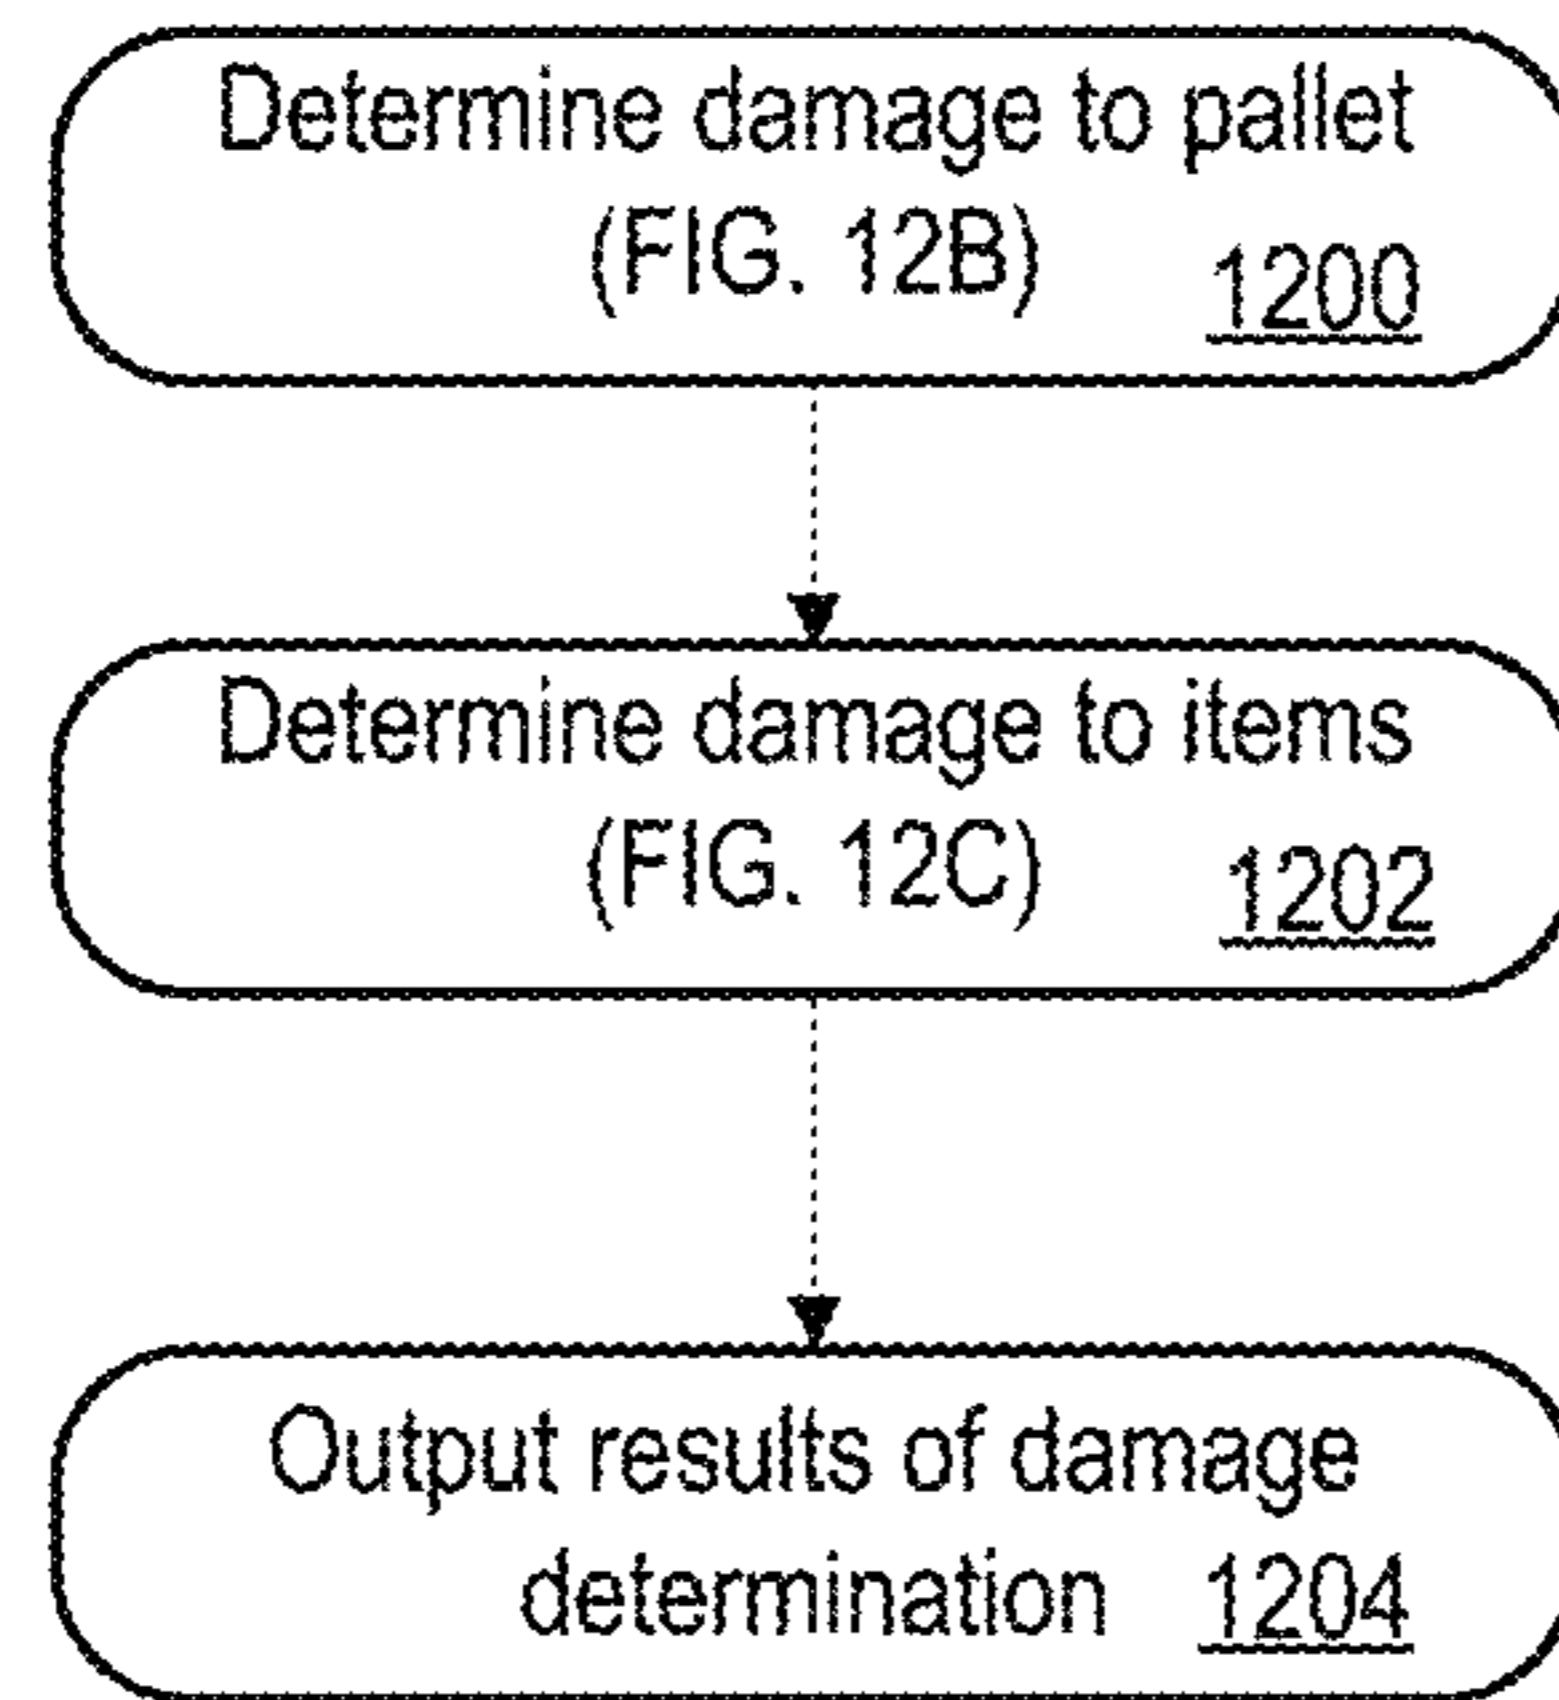 Determine damage to pallet
(FIG. 12B) 1200
Determine damage to items
(FIG. 12C) 1202
Output results of damage
determination 1204